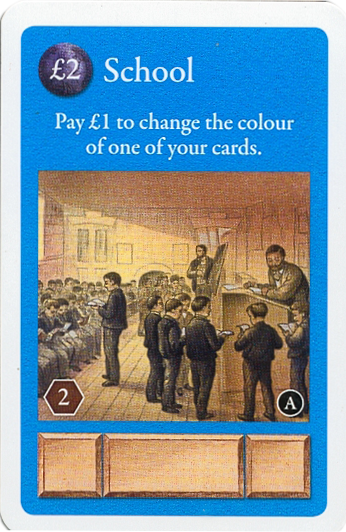 £2 School
Pay £1 to change the colour
of one of your cards.
2
A